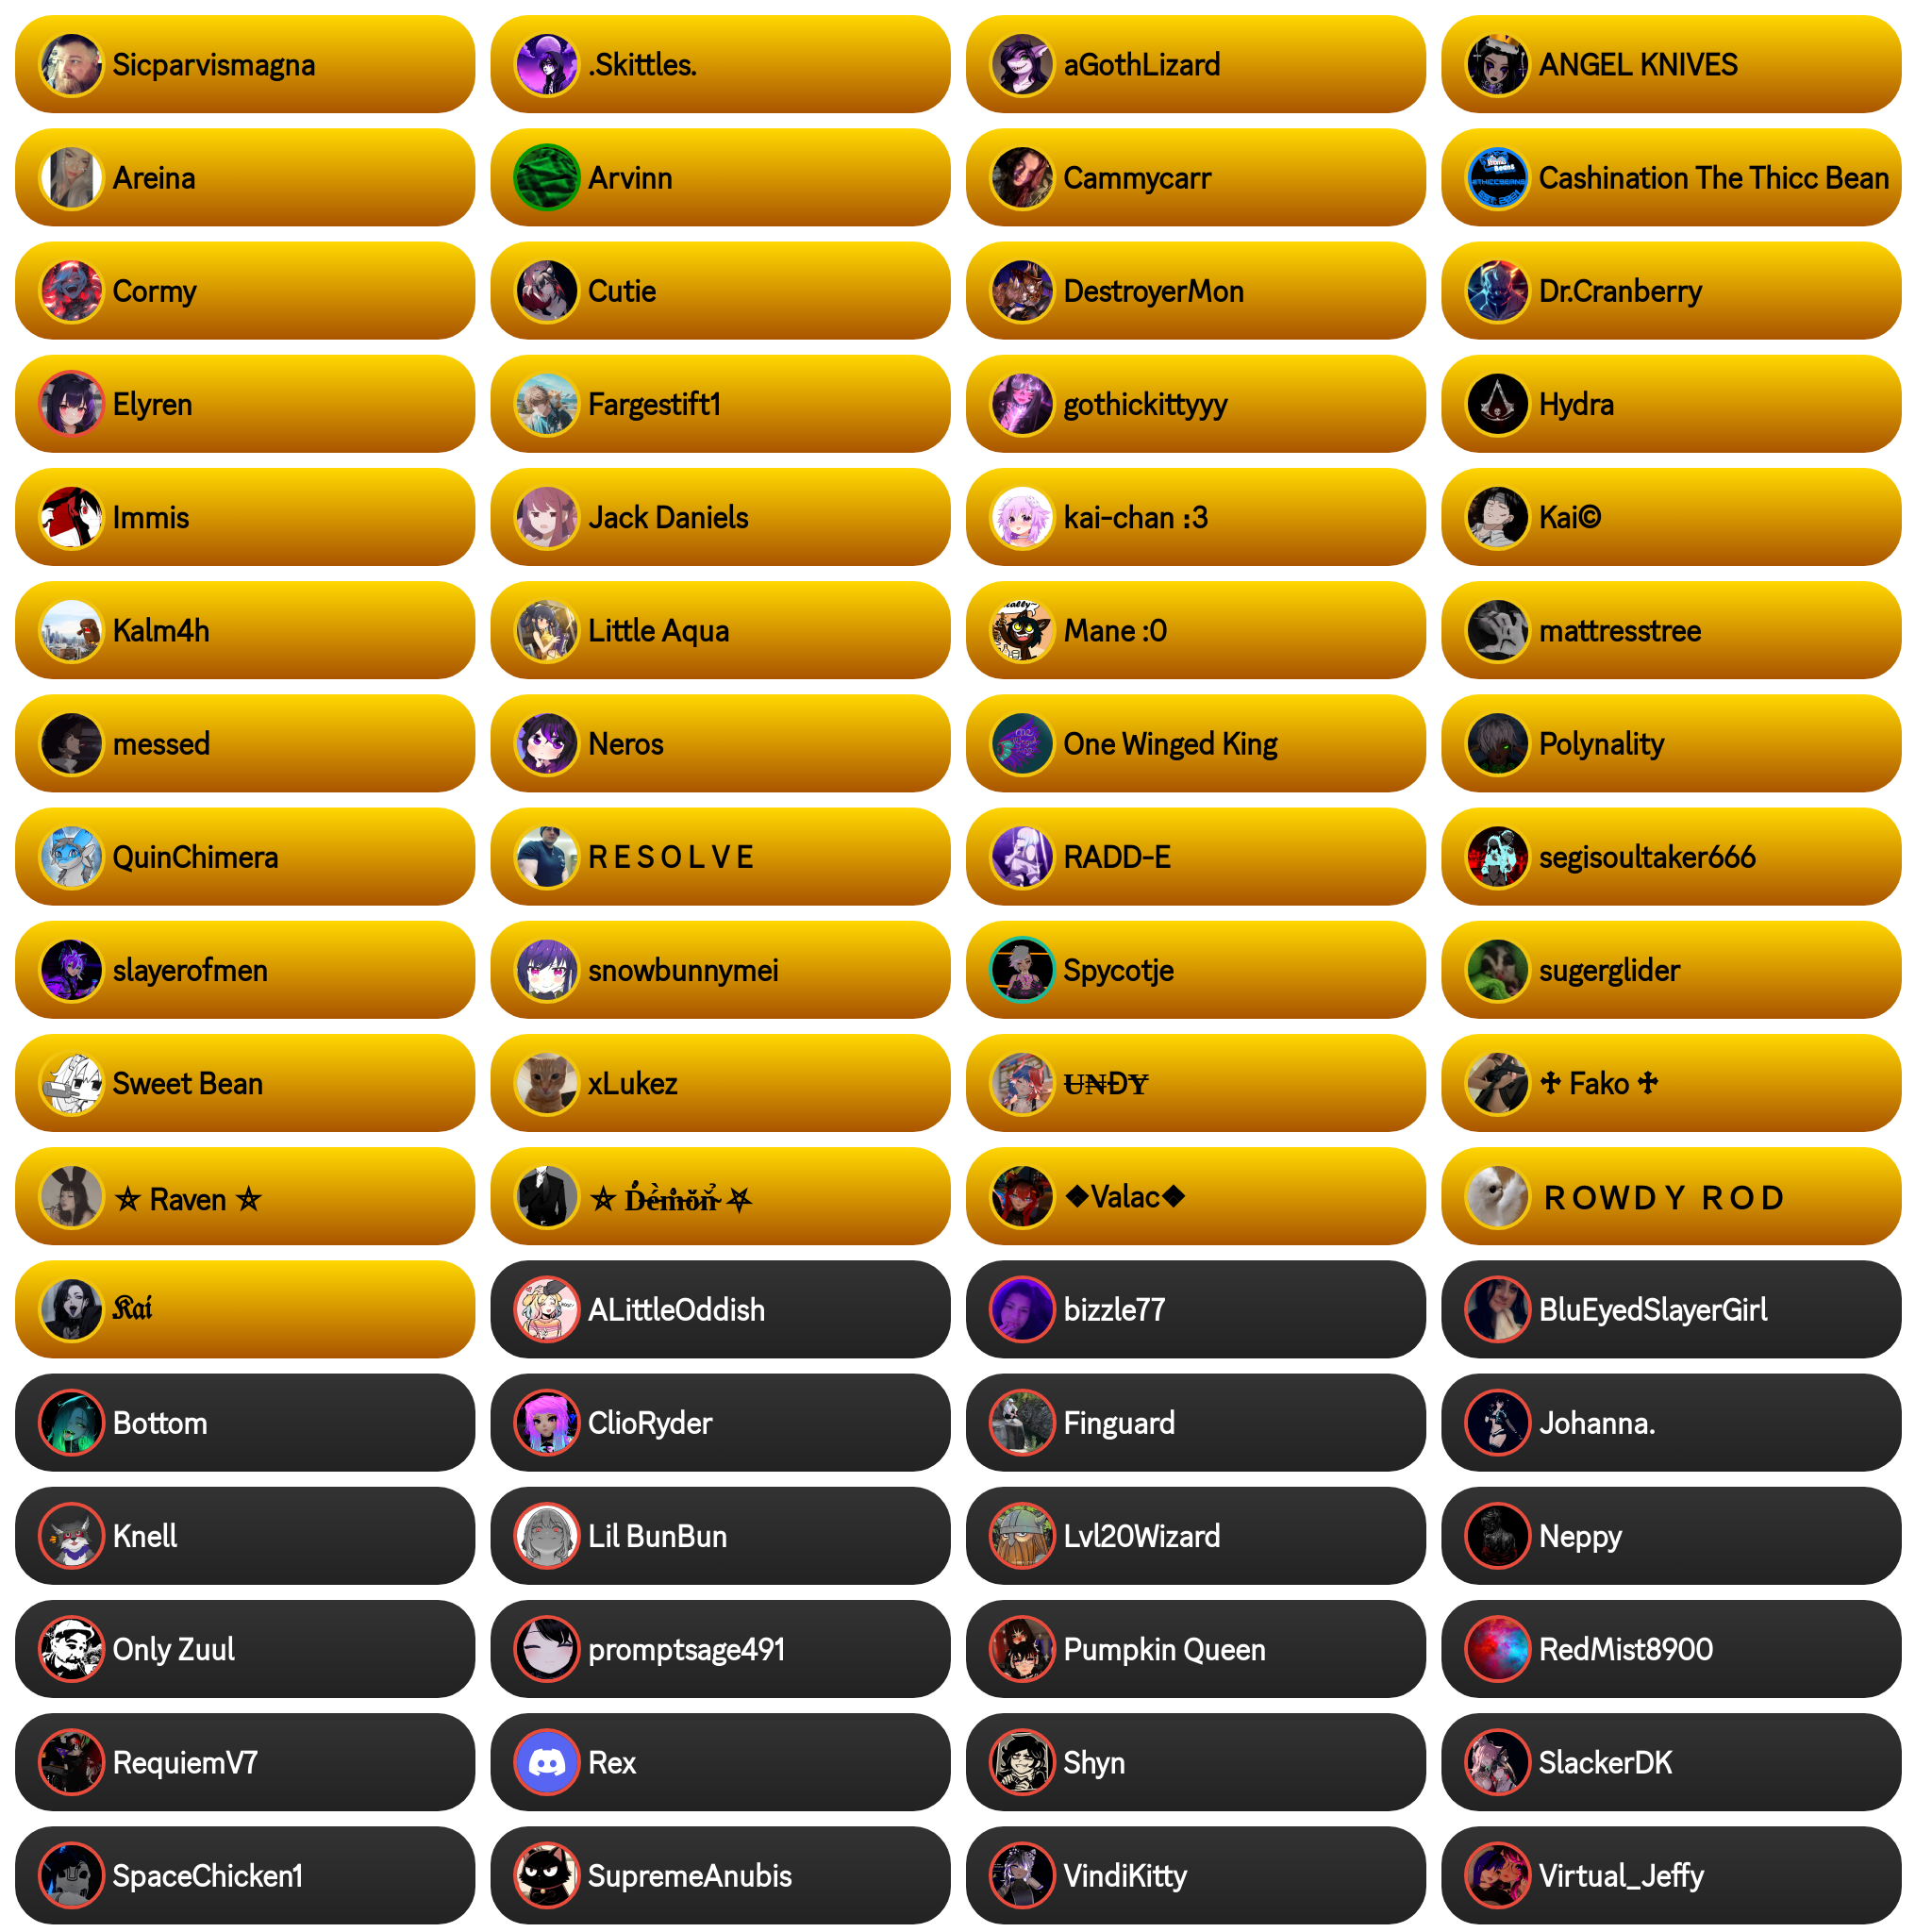 Sicparvismagna
.Skittles.
aGothLizard
ANGEL KNIVES
Areina
Arvinn
Cammycarr
Cashination The Thicc Bean
Cormy
Cutie
DestroyerMon
Dr.Cranberry
Elyren
Fargestift1
gothickittyyy
Hydra
Immis
Jack Daniels
kai-chan :3
Kai©
Kalm4h
Little Aqua
Mane :0
mattresstree
messed
Neros
One Winged King
Polynality
QuinChimera
R E S O L V E
RADD-E
segisoultaker666
slayerofmen
snowbunnymei
Spycotje
sugerglider
Sweet Bean
xLukez
U̶N̶ĐɎ
✢ Fako ✢
⛤ Raven ⛤
⛤ D̴é̴m̴o̴n̴ ⛧
❖Valac❖
ＲＯＷＤＹ ＲＯＤ
𝕶𝖆𝖎
ALittleOddish
bizzle77
BluEyedSlayerGirl
Bottom
ClioRyder
Finguard
Johanna.
Knell
Lil BunBun
Lvl20Wizard
Neppy
Only Zuul
promptsage491
Pumpkin Queen
RedMist8900
RequiemV7
Rex
Shyn
SlackerDK
SpaceChicken1
SupremeAnubis
VindiKitty
Virtual_Jeffy